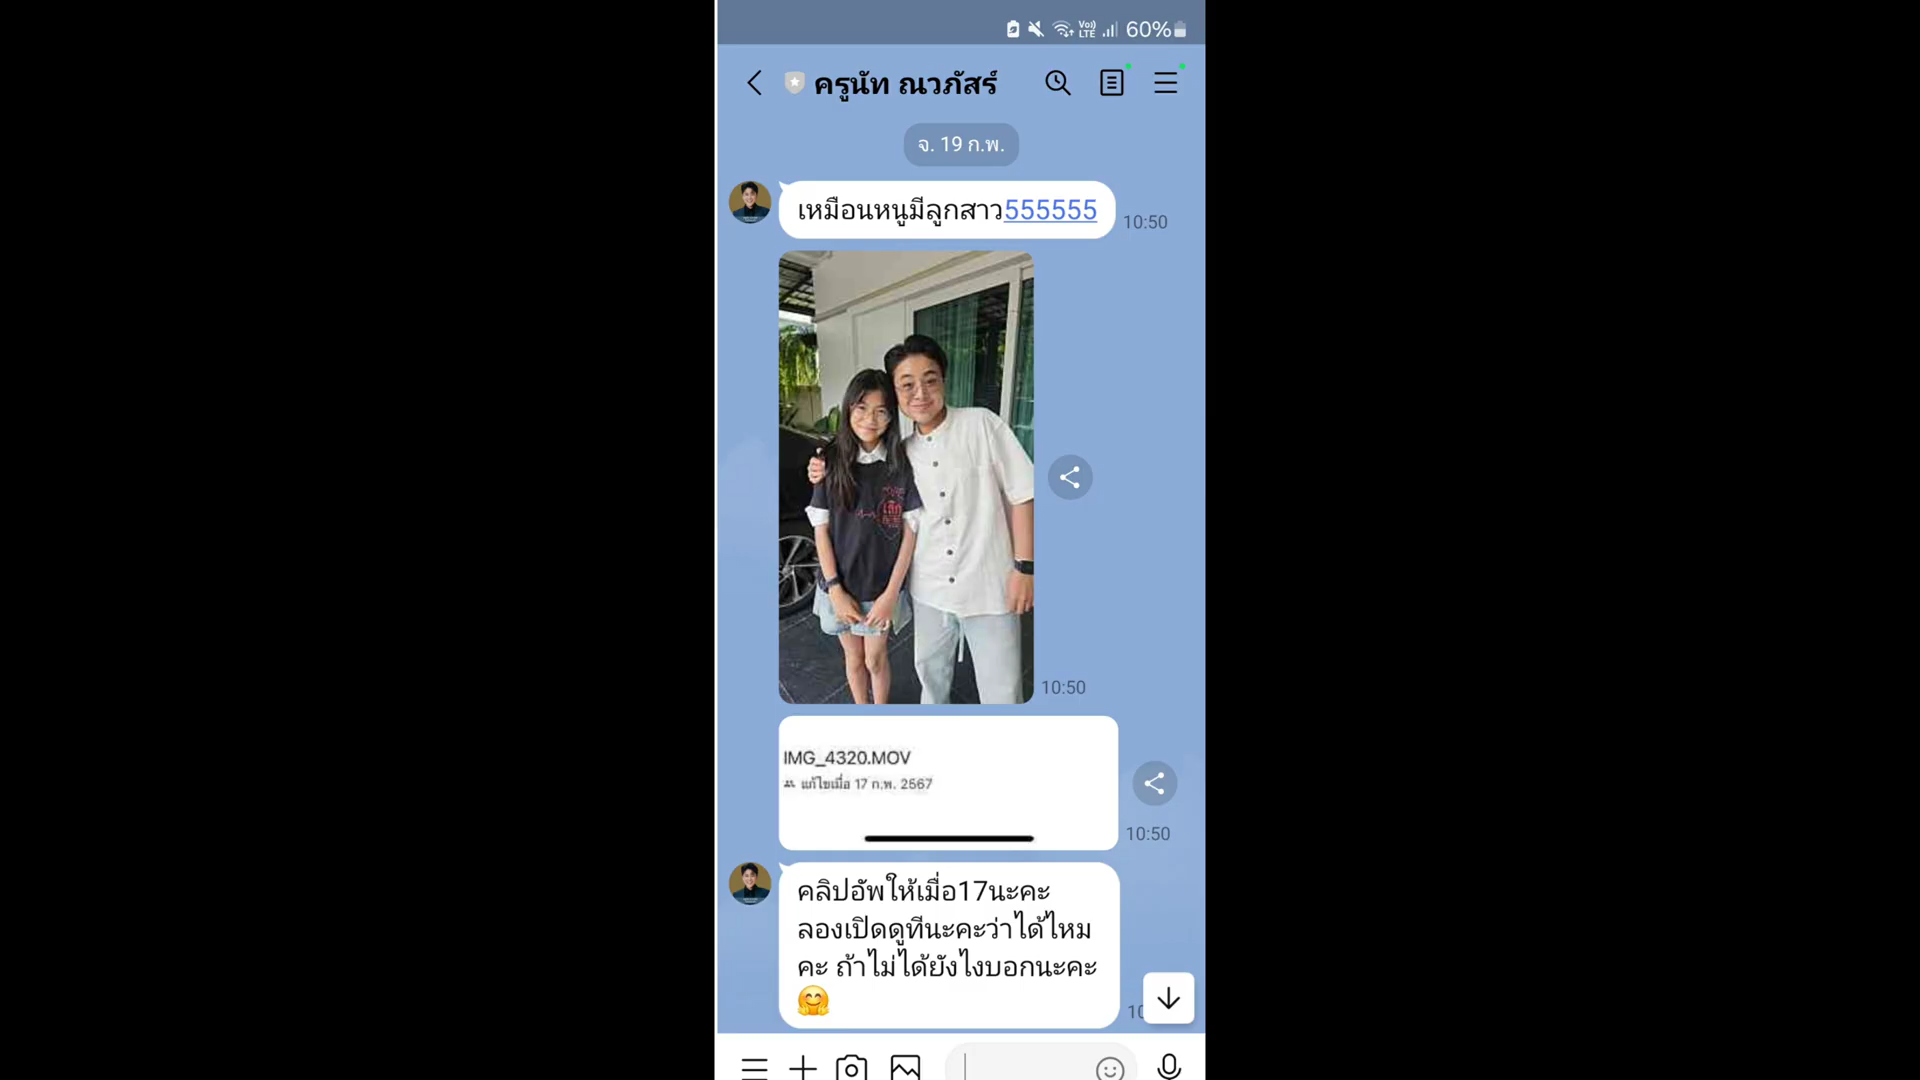 Vo))
LTE
60%
ครูนัท ณวภัสร์
จ. 19 ก.พ.
เหมือนหนูมีลูกสาว555555
10:50
10:50
IMG_4320.MOV
แก้ไขเมื่อ 17 ก.พ. 2567
10:50
คลิปอัพให้เมื่อ17นะคะ
ลองเปิดดูทีนะคะว่าได้ไหม
คะ ถ้าไม่ได้ยังไงบอกนะคะ